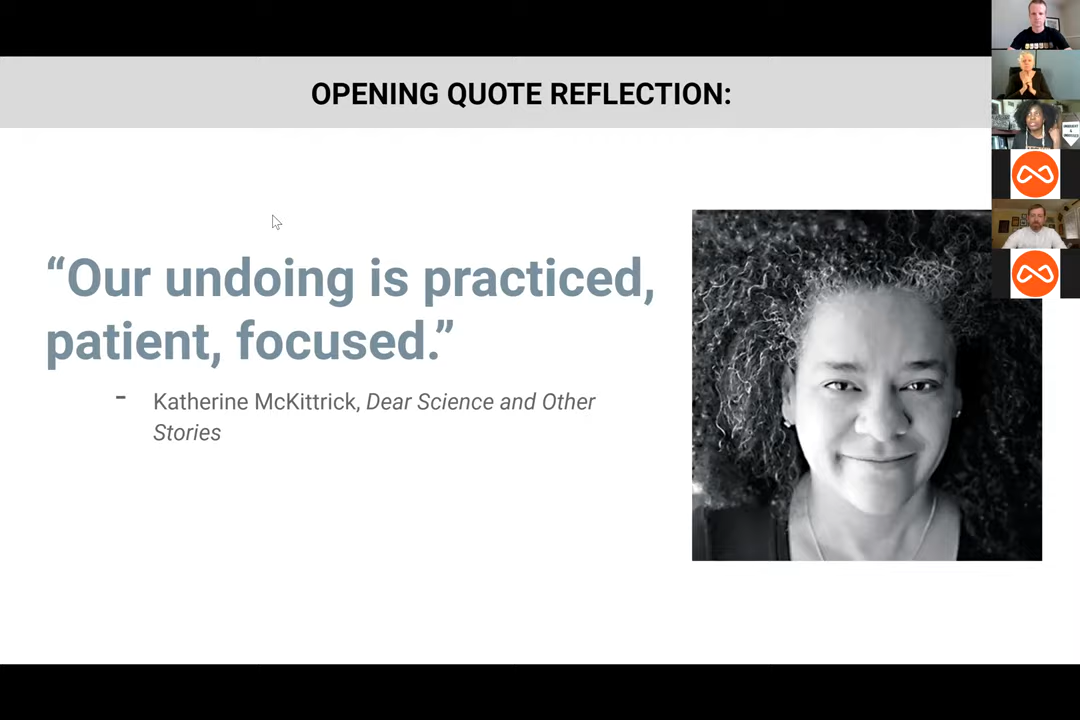 OPENING QUOTE REFLECTION:
“Our undoing is practiced,
patient, focused.”
- Katherine McKittrick, Dear Science and Other
Stories